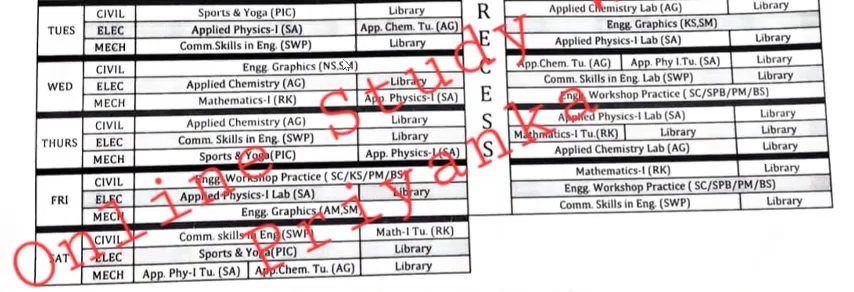 TUES CIVIL Sports & Yoga (PIC) Library Applied Chemistry Lab (AG) Library
ELEC Applied Physics-I (SA) App. Chem. Tu. (AG) Engg. Graphics (KS,SM)
MECH Comm.Skills in Eng. (SWP) Library Applied Physics-I Lab (SA) Library
WED CIVIL Engg. Graphics (NS,SM) App.Chem. Tu. (AG) App. Phy I.Tu. (SA) Library
ELEC Applied Chemistry (AG) Library Comm. Skills in Eng. Lab (SWP) Library
MECH Mathematics-I (RK) App. Physics-I (SA) Engg. Workshop Practice ( SC/SPB/PM/BS)
THURS CIVIL Applied Chemistry (AG) Library Applied Physics-I Lab (SA) Library
ELEC Comm. Skills in Eng. (SWP) Library Mathmatics-I Tu.(RK) Library Library
MECH Sports & Yoga(PIC) App. Physics-I (SA) Applied Chemistry Lab (AG) Library
FRI CIVIL Engg. Workshop Practice ( SC/KS/PM/BS) Mathematics-I (RK) Library
ELEC Applied Physics-I Lab (SA) Library Engg. Workshop Practice ( SC/SPB/PM/BS)
MECH Engg. Graphics(AM,SM) Comm. Skills in Eng. (SWP) Library
SAT CIVIL Comm. skills in Eng (SWP) Math-I Tu. (RK)
ELEC Sports & Yoga(PIC) Library
MECH App. Phy-I Tu. (SA) App.Chem. Tu. (AG) Library
R
E
C
E
S
S
Online Study
Priyanka